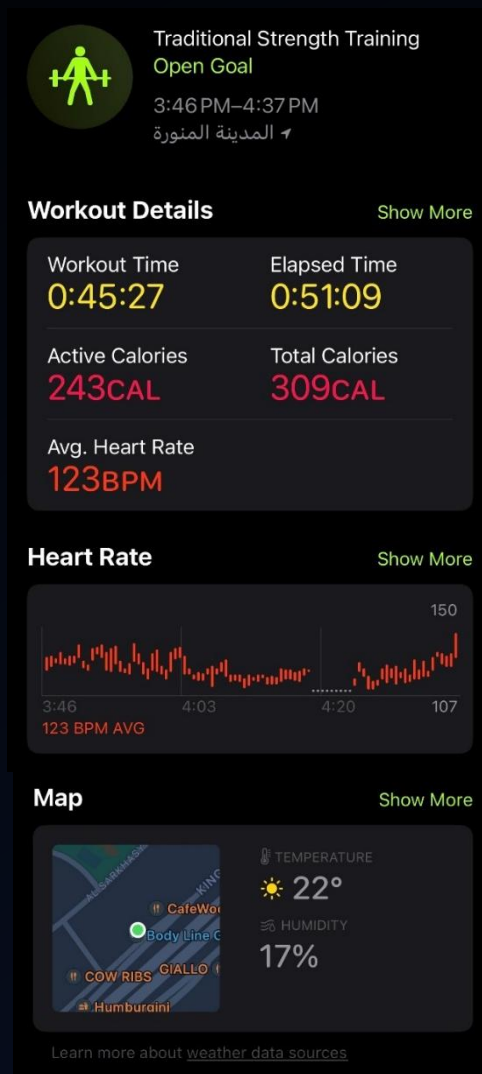 Traditional Strength Training
Open Goal
3:46 PM–4:37 PM
المدينة المنورة
Workout Details
Show More
Workout Time
Elapsed Time
0:45:27
0:51:09
Active Calories
Total Calories
243CAL
309CAL
Avg. Heart Rate
123BPM
Heart Rate
Show More
150
3:46
4:03
4:20
107
123 BPM AVG
Map
Show More
AL SARKHASI
KING
CafeWo
Body Line G
COW RIBS
GIALLO
Humburgini
TEMPERATURE
22°
HUMIDITY
17%
Learn more about weather data sources